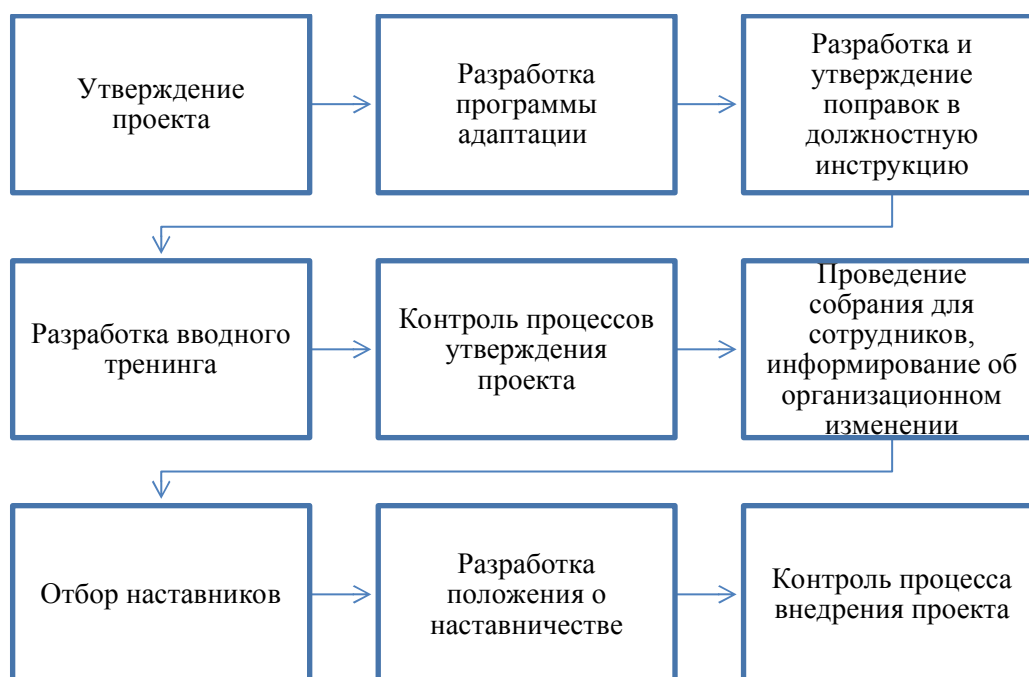 Утверждение
проекта
Разработка
программы
адаптации
Разработка и
утверждение
поправок в
должностную
инструкцию
Разработка вводного
тренинга
Контроль процессов
утверждения
проекта
Проведение
собрания для
сотрудников,
информирование об
организационном
изменении
Отбор наставников
Разработка
положения о
наставничестве
Контроль процесса
внедрения проекта